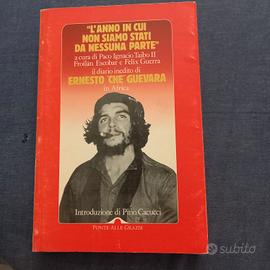 "L'ANNO IN CUI
NON SIAMO STATI
DA NESSUNA PARTE"
a cura di Paco Ignacio Taibo II
Froilán Escobar e Félix Guerra
il diario inedito di
ERNESTO 'CHE' GUEVARA
in Africa
Introduzione di Pino Cacucci
PONTE ALLE GRAZIE
subito